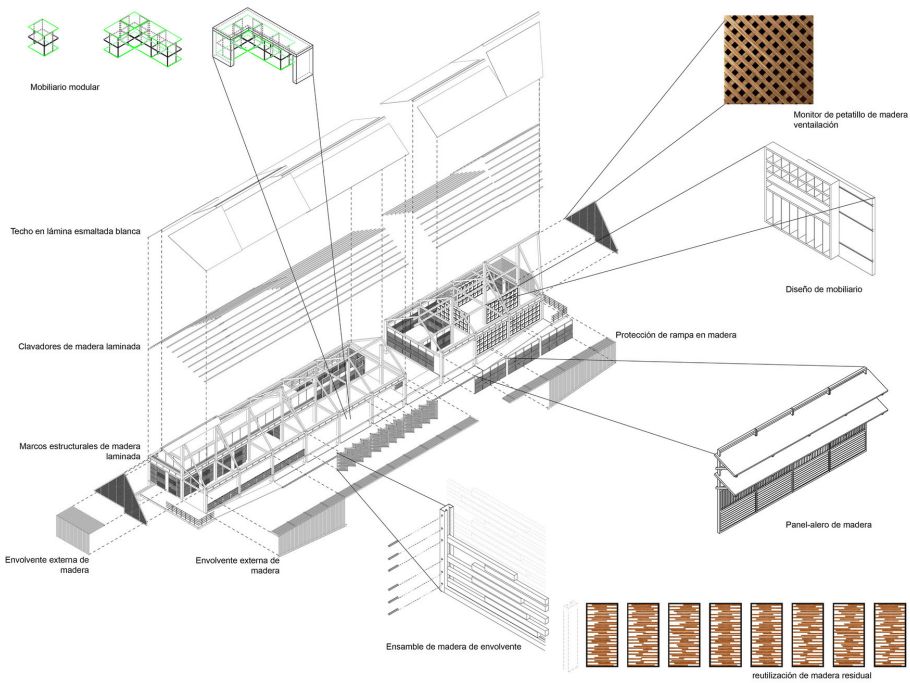 Mobiliario modular
Monitor de petatillo de madera
ventailación
Techo en lámina esmaltada blanca
Diseño de mobiliario
Clavadores de madera laminada
Protección de rampa en madera
Marcos estructurales de madera
laminada
Panel-alero de madera
Envolvente externa de
madera
Envolvente externa de
madera
Ensamble de madera de envolvente
reutilización de madera residual